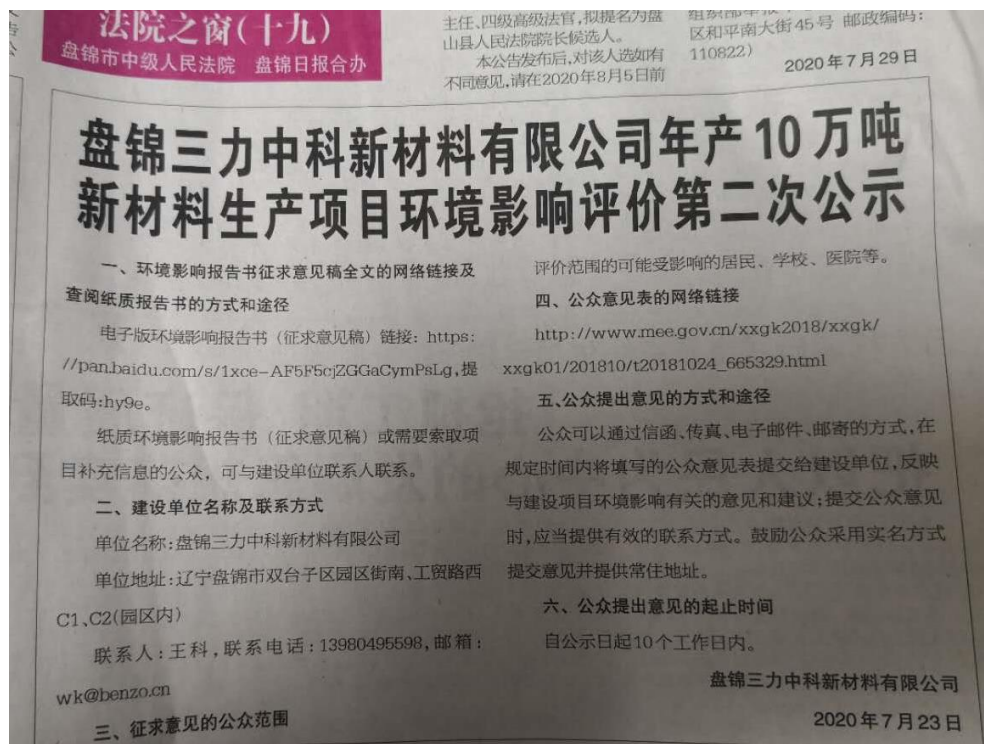 法院之窗(十九)
盘锦市中级人民法院 盘锦日报合办
主任、四级高级法官,拟提名为盘
山县人民法院院长候选人。
本公告发布后,对该人选如有
不同意见,请在2020年8月5日前
区和平南大街45号 邮政编码:
110822)
2020年7月29日
盘锦三力中科新材料有限公司年产10万吨
新材料生产项目环境影响评价第二次公示
一、环境影响报告书征求意见稿全文的网络链接及
查阅纸质报告书的方式和途径
电子版环境影响报告书(征求意见稿)链接:https:
//pan.baidu.com/s/1xce-AF5F5cjZGGaCymPsLg,提
取码:hy9e。
纸质环境影响报告书(征求意见稿)或需要索取项
目补充信息的公众,可与建设单位联系人联系。
二、建设单位名称及联系方式
单位名称:盘锦三力中科新材料有限公司
单位地址:辽宁盘锦市双台子区园区街南、工贸路西
C1、C2(园区内)
联系人:王科,联系电话:13980495598,邮箱:
wk@benzo.cn
三、征求意见的公众范围
评价范围的可能受影响的居民、学校、医院等。
四、公众意见表的网络链接
http://www.mee.gov.cn/xxgk2018/xxgk/
xxgk01/201810/t20181024_665329.html
五、公众提出意见的方式和途径
公众可以通过信函、传真、电子邮件、邮寄的方式,在
规定时间内将填写的公众意见表提交给建设单位,反映
与建设项目环境影响有关的意见和建议;提交公众意见
时,应当提供有效的联系方式。鼓励公众采用实名方式
提交意见并提供常住地址。
六、公众提出意见的起止时间
自公示日起10个工作日内。
盘锦三力中科新材料有限公司
2020年7月23日